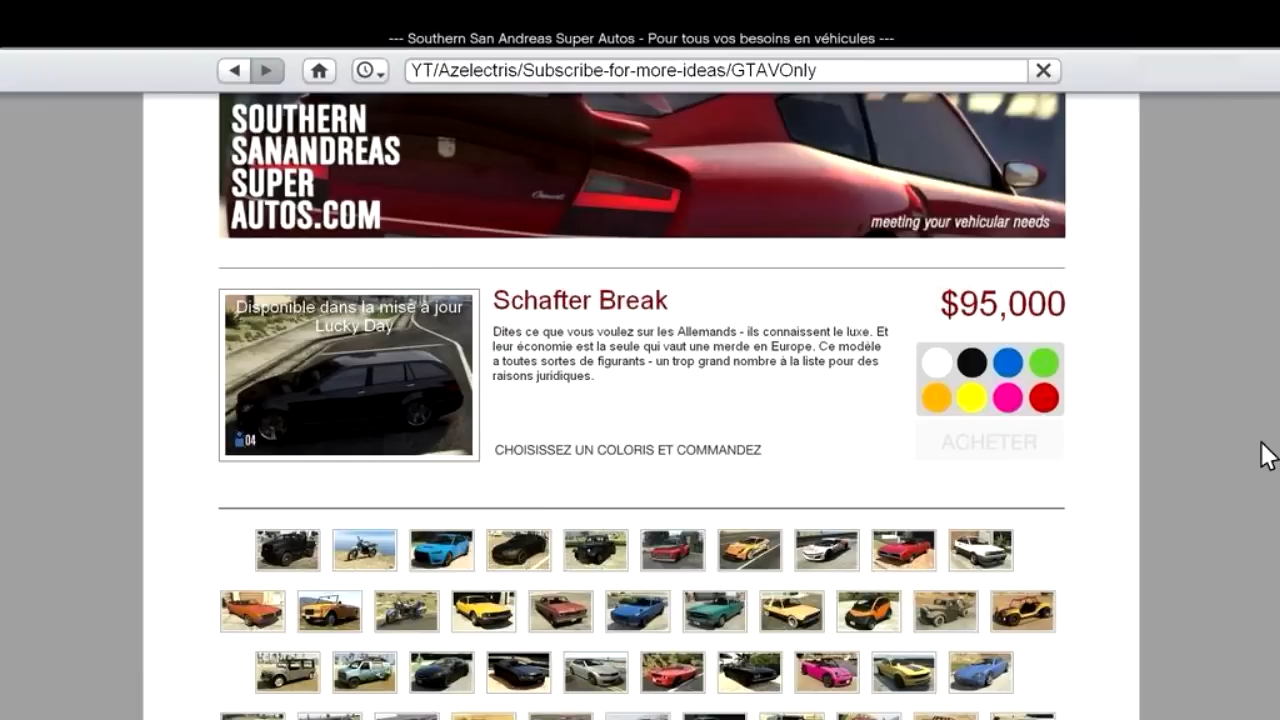 --- Southern San Andreas Super Autos - Pour tous vos besoins en véhicules ---
YT/Azelectris/Subscribe-for-more-ideas/GTAVOnly
SOUTHERN
SANANDREAS
SUPER
AUTOS.COM
meeting your vehicular needs
Disponible dans la mise à jour
Lucky Day
04
Schafter Break
$95,000
Dites ce que vous voulez sur les Allemands - ils connaissent le luxe. Et
leur économie est la seule qui vaut une merde en Europe. Ce modèle
a toutes sortes de figurants - un trop grand nombre à la liste pour des
raisons juridiques.
CHOISISSEZ UN COLORIS ET COMMANDEZ
ACHETER